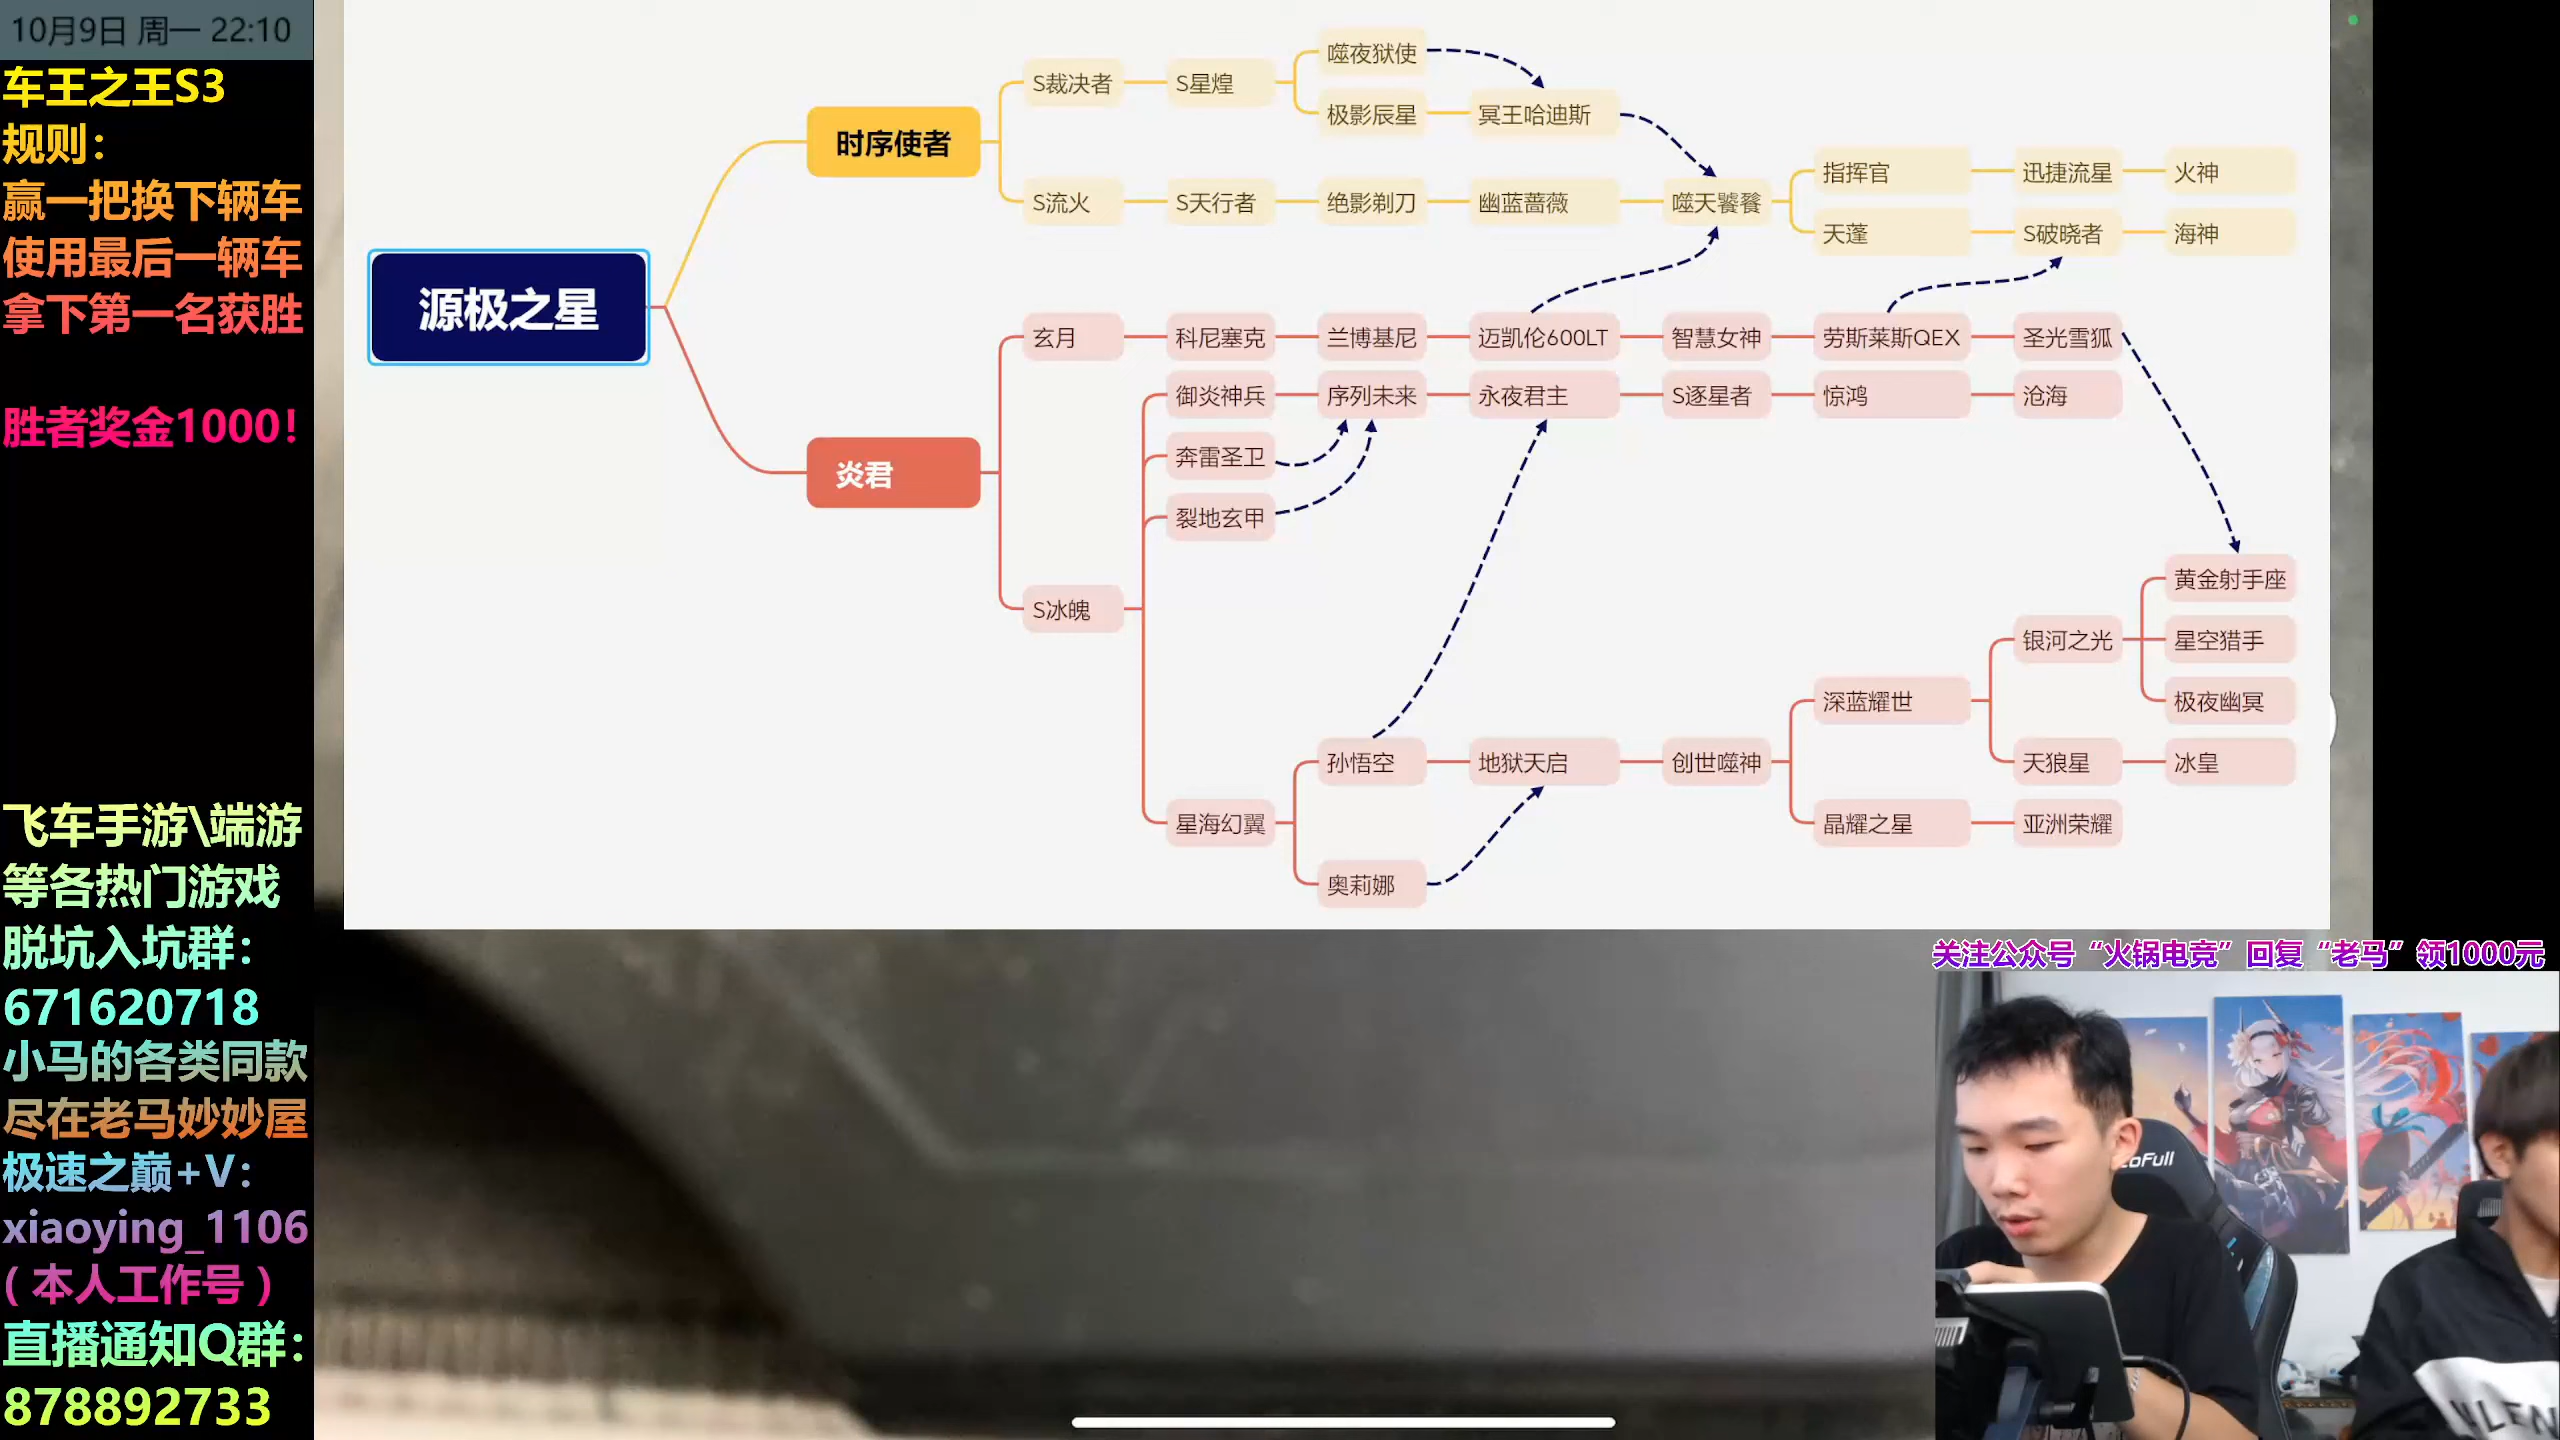 10月9日 周一 22:10
车王之王S3
规则：
赢一把换下辆车
使用最后一辆车
拿下第一名获胜
胜者奖金1000！
飞车手游\端游
等各热门游戏
脱坑入坑群：
671620718
小马的各类同款
尽在老马妙妙屋
极速之巅+V：
xiaoying_1106
（本人工作号）
直播通知Q群：
878892733
源极之星
时序使者
S裁决者
S星煌
噬夜狱使
极影辰星
冥王哈迪斯
S流火
S天行者
绝影剃刀
幽蓝蔷薇
噬天饕餮
指挥官
迅捷流星
火神
天蓬
S破晓者
海神
炎君
玄月
科尼塞克
兰博基尼
迈凯伦600LT
智慧女神
劳斯莱斯QEX
圣光雪狐
御炎神兵
序列未来
永夜君主
S逐星者
惊鸿
沧海
奔雷圣卫
裂地玄甲
S冰魄
星海幻翼
孙悟空
地狱天启
创世噬神
深蓝耀世
银河之光
黄金射手座
星空猎手
极夜幽冥
天狼星
冰皇
晶耀之星
亚洲荣耀
奥莉娜
关注公众号“火锅电竞”回复“老马”领1000元